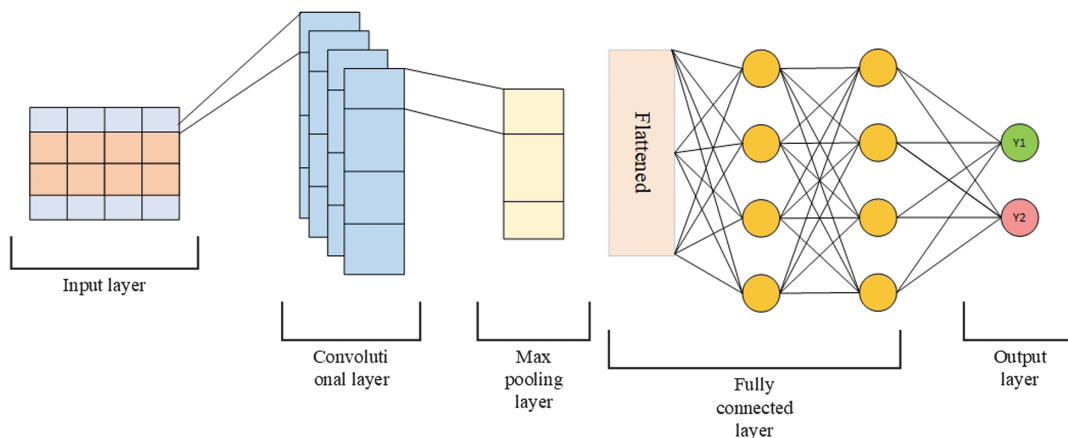 Flattened
Y1
Y2
Input layer
Convoluti
onal layer
Max
pooling
layer
Fully
connected
layer
Output
layer